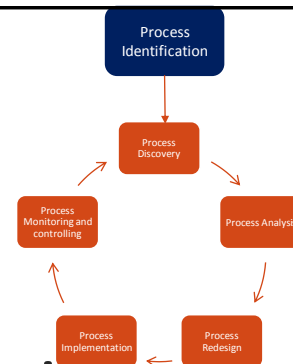 Process
Identification
Process
Discovery
Process
Monitoring and
controlling
Process Analysis
Process
Implementation
Process
Redesign